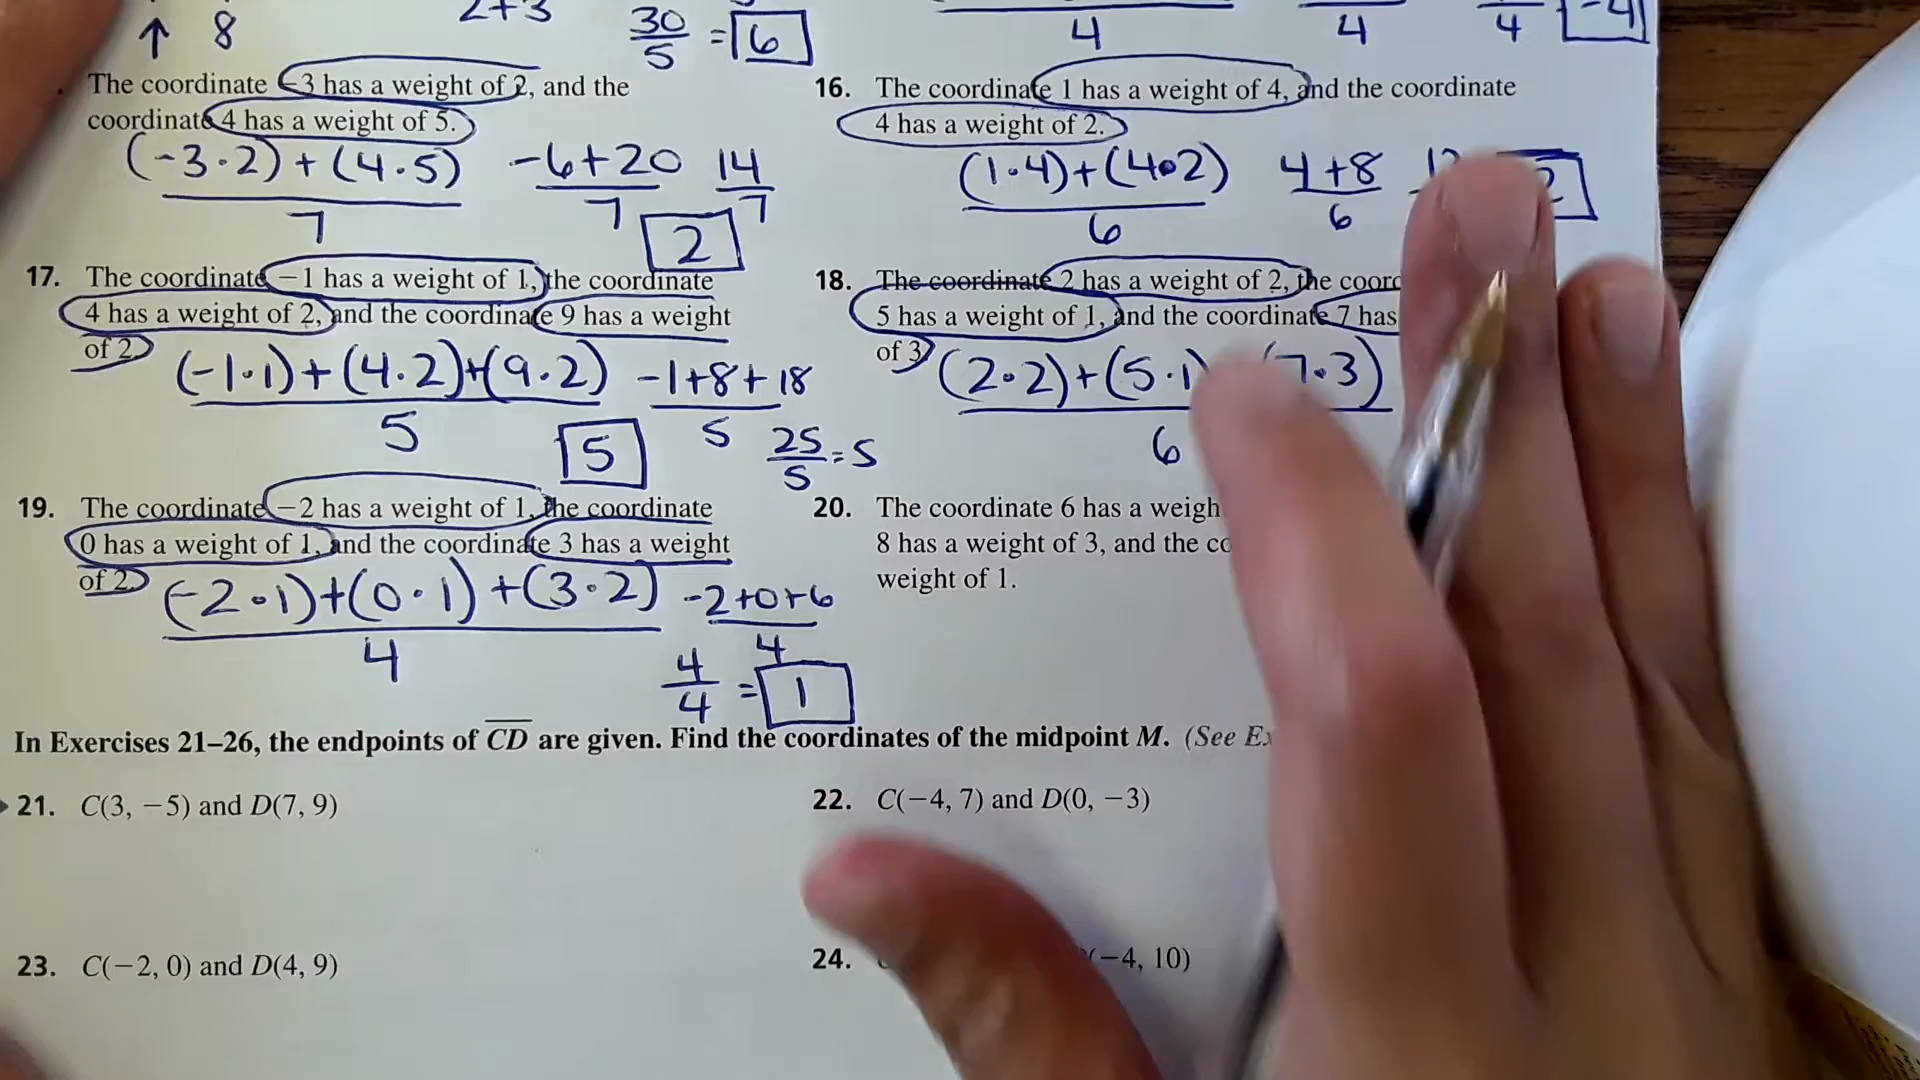 ↑ 8
2+3
30/5 = 6
4
4
4
-4
The coordinate −3 has a weight of 2, and the
coordinate 4 has a weight of 5.
(-3·2) + (4·5)
7
-6+20
7
14
7
2
16. The coordinate 1 has a weight of 4, and the coordinate
4 has a weight of 2.
(1·4)+(4·2)
6
4+8
6
17. The coordinate −1 has a weight of 1, the coordinate
4 has a weight of 2, and the coordinate 9 has a weight
of 2.
(-1·1)+(4·2)+(9·2)
5
-1+8+18
5
25/5 = 5
5
18. The coordinate 2 has a weight of 2, the
5 has a weight of 1, and the coordinate 7 has
of 3.
(2·2)+(5·1) 7·3)
6
19. The coordinate −2 has a weight of 1, the coordinate
0 has a weight of 1, and the coordinate 3 has a weight
of 2.
(-2·1)+(0·1)+(3·2)
4
-2+0+6
4
4/4 = 1
20. The coordinate 6 has a
8 has a weight of 3, and the
weight of 1.
In Exercises 21–26, the endpoints of C̅D̅ are given. Find the coordinates of the midpoint M. (See
21. C(3, −5) and D(7, 9)
22. C(−4, 7) and D(0, −3)
23. C(−2, 0) and D(4, 9)
24. (−4, 10)